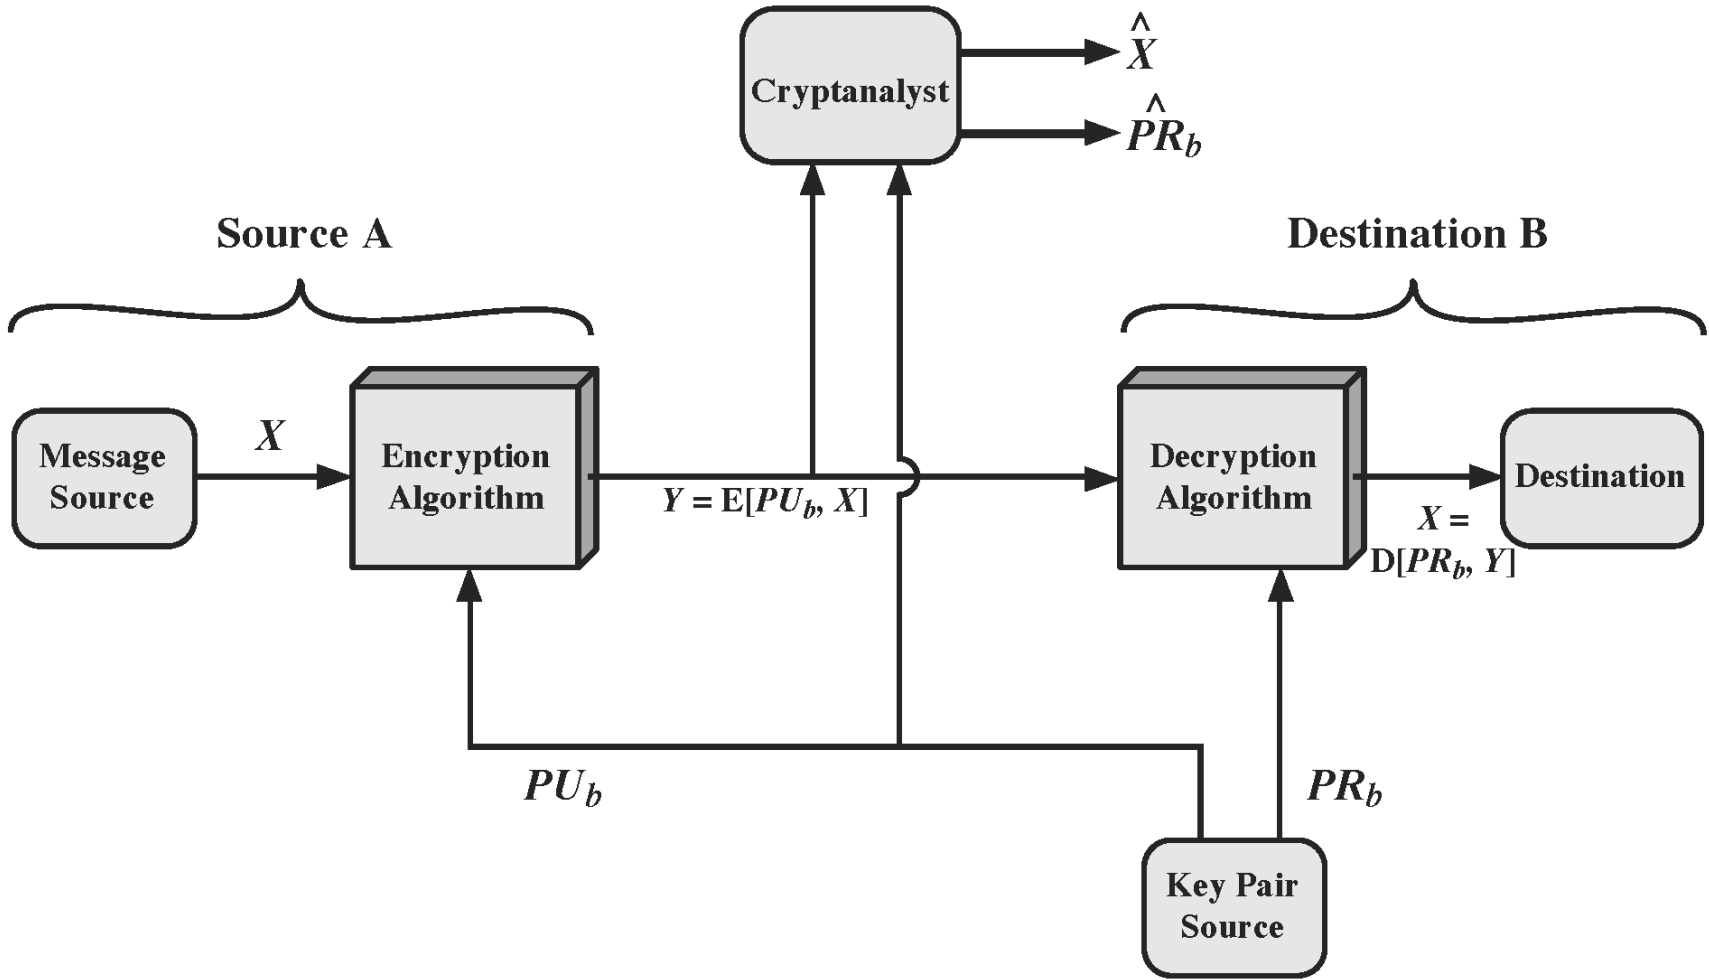 X̂
Cryptanalyst
P̂R_b
Source A
Destination B
X
Message
Source
Encryption
Algorithm
Y = E[PU_b, X]
Decryption
Algorithm
Destination
X =
D[PR_b, Y]
PU_b
PR_b
Key Pair
Source